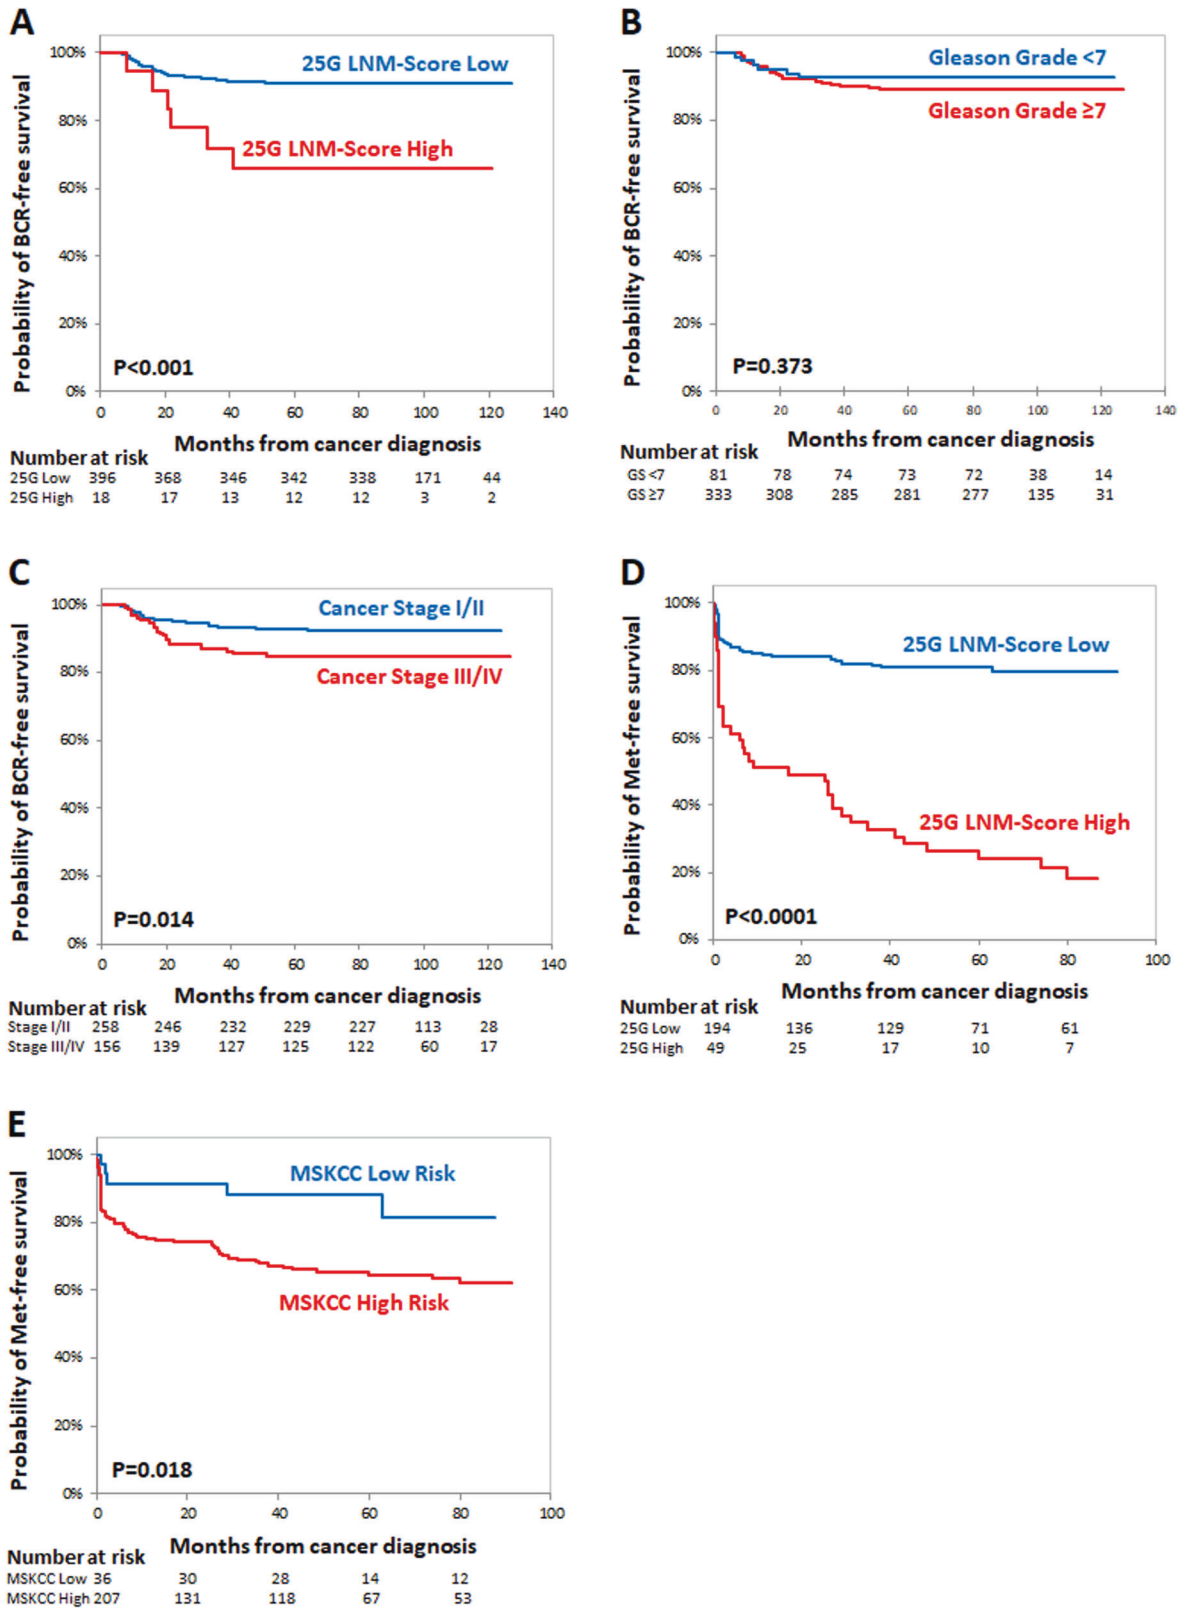 A
Probability of BCR-free survival
100%
80%
60%
40%
20%
0%
25G LNM-Score Low
25G LNM-Score High
P<0.001
0 20 40 60 80 100 120 140
Months from cancer diagnosis
Number at risk
25G Low 396 368 346 342 338 171 44
25G High 18 17 13 12 12 3 2
B
Probability of BCR-free survival
100%
80%
60%
40%
20%
0%
Gleason Grade <7
Gleason Grade ≥7
P=0.373
0 20 40 60 80 100 120 140
Months from cancer diagnosis
Number at risk
GS <7 81 78 74 73 72 38 14
GS ≥7 333 308 285 281 277 135 31
C
Probability of BCR-free survival
100%
80%
60%
40%
20%
0%
Cancer Stage I/II
Cancer Stage III/IV
P=0.014
0 20 40 60 80 100 120 140
Months from cancer diagnosis
Number at risk
Stage I/II 258 246 232 229 227 113 28
Stage III/IV 156 139 127 125 122 60 17
D
Probability of Met-free survival
100%
80%
60%
40%
20%
0%
25G LNM-Score Low
25G LNM-Score High
P<0.0001
0 20 40 60 80 100
Months from cancer diagnosis
Number at risk
25G Low 194 136 129 71 61
25G High 49 25 17 10 7
E
Probability of Met-free survival
100%
80%
60%
40%
20%
0%
MSKCC Low Risk
MSKCC High Risk
P=0.018
0 20 40 60 80 100
Months from cancer diagnosis
Number at risk
MSKCC Low 36 30 28 14 12
MSKCC High 207 131 118 67 53